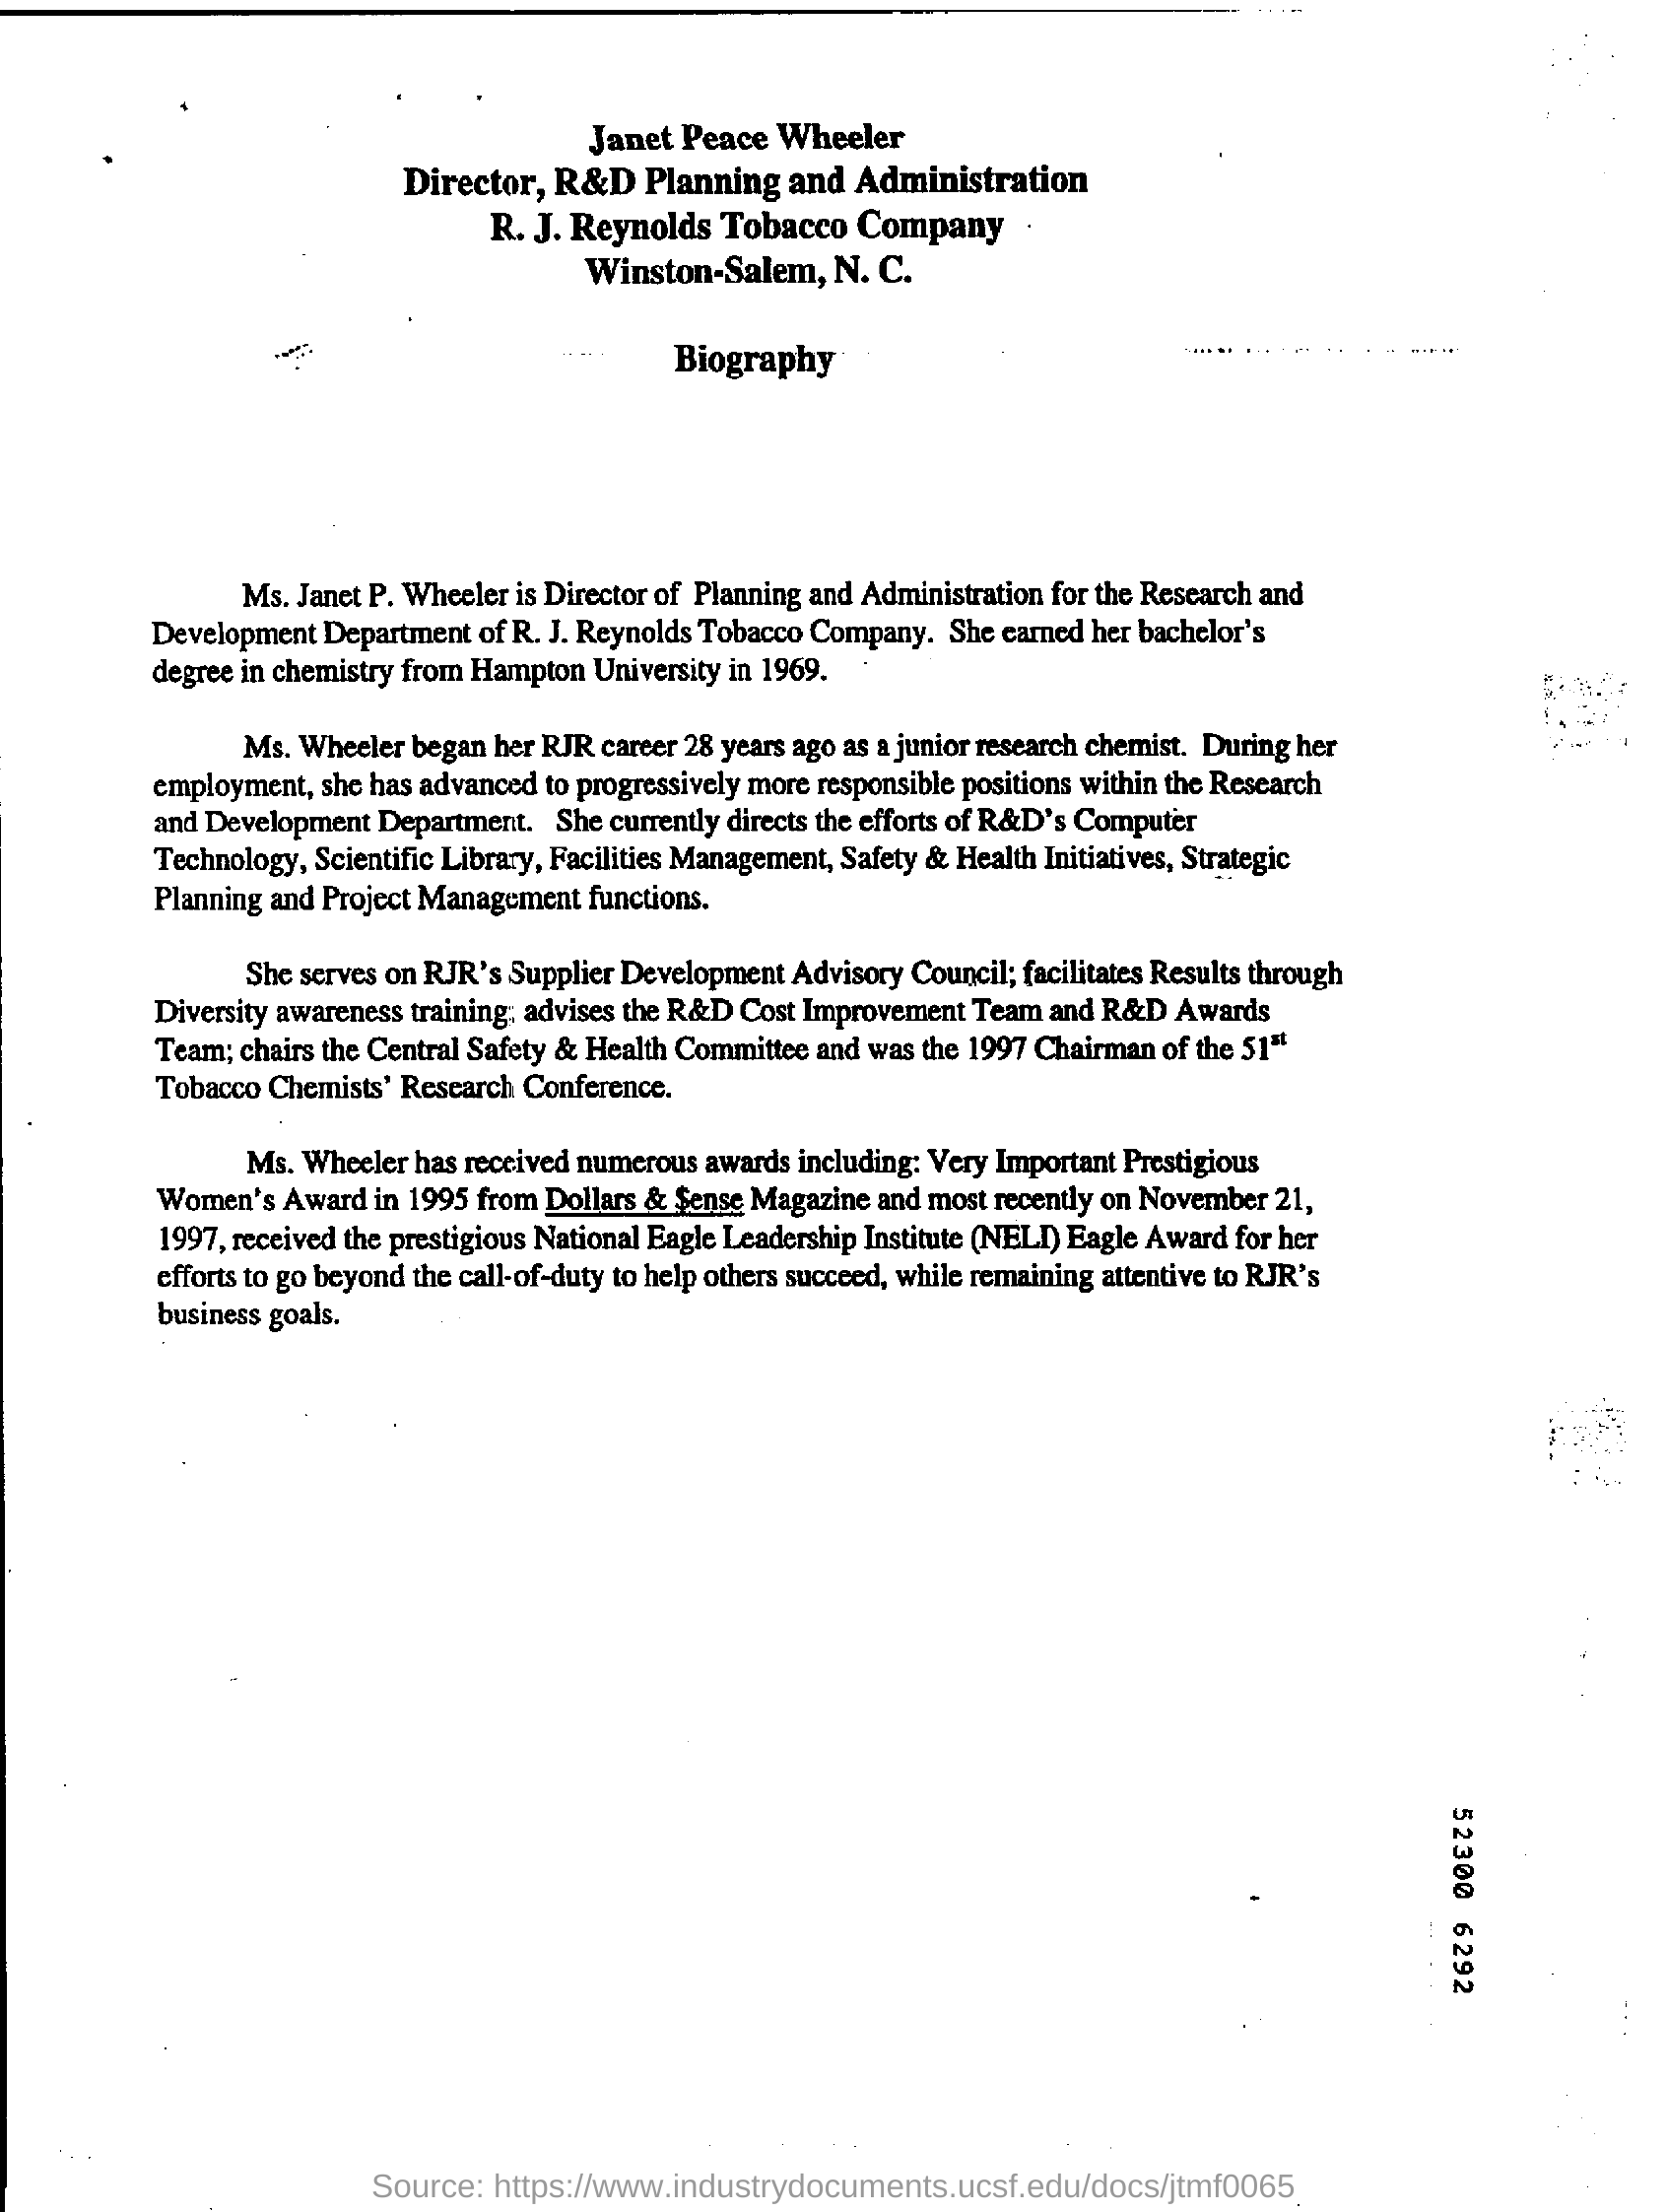 Janet Peace Wheeler
Director, R&D Planning and Administration
R. J. Reynolds Tobacco Company
Winston-Salem, N. C.
Biography
Ms. Janet P. Wheeler is Director of Planning and Administration for the Research and
Development Department of R. J. Reynolds Tobacco Company. She earned her bachelor's
degree in chemistry from Hampton University in 1969.
Ms. Wheeler began her RJR career 28 years ago as a junior research chemist. During her
employment, she has advanced to progressively more responsible positions within the Research
and Development Department. She currently directs the efforts of R&D's Computer
Technology, Scientific Library, Facilities Management, Safety & Health Initiatives, Strategic
Planning and Project Management functions.
She serves on RJR's Supplier Development Advisory Council; facilitates Results through
Diversity awareness training; advises the R&D Cost Improvement Team and R&D Awards
Team; chairs the Central Safety & Health Committee and was the 1997 Chairman of the 51st
Tobacco Chemists' Research Conference.
Ms. Wheeler has received numerous awards including: Very Important Prestigious
Women's Award in 1995 from Dollars & $ense Magazine and most recently on November 21,
1997, received the prestigious National Eagle Leadership Institute (NELI) Eagle Award for her
efforts to go beyond the call-of-duty to help others succeed, while remaining attentive to RJR's
business goals.
52300 6292
Source: https://www.industrydocuments.ucsf.edu/docs/jtmf0065